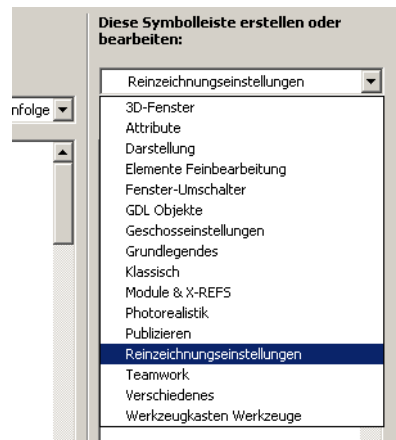 Diese Symbolleiste erstellen oder
bearbeiten:
Reinzeichnungseinstellungen
nfolge
3D-Fenster
Attribute
Darstellung
Elemente Feinbearbeitung
Fenster-Umschalter
GDL Objekte
Geschosseinstellungen
Grundlegendes
Klassisch
Module & X-REFS
Photorealistik
Publizieren
Reinzeichnungseinstellungen
Teamwork
Verschiedenes
Werkzeugkasten Werkzeuge